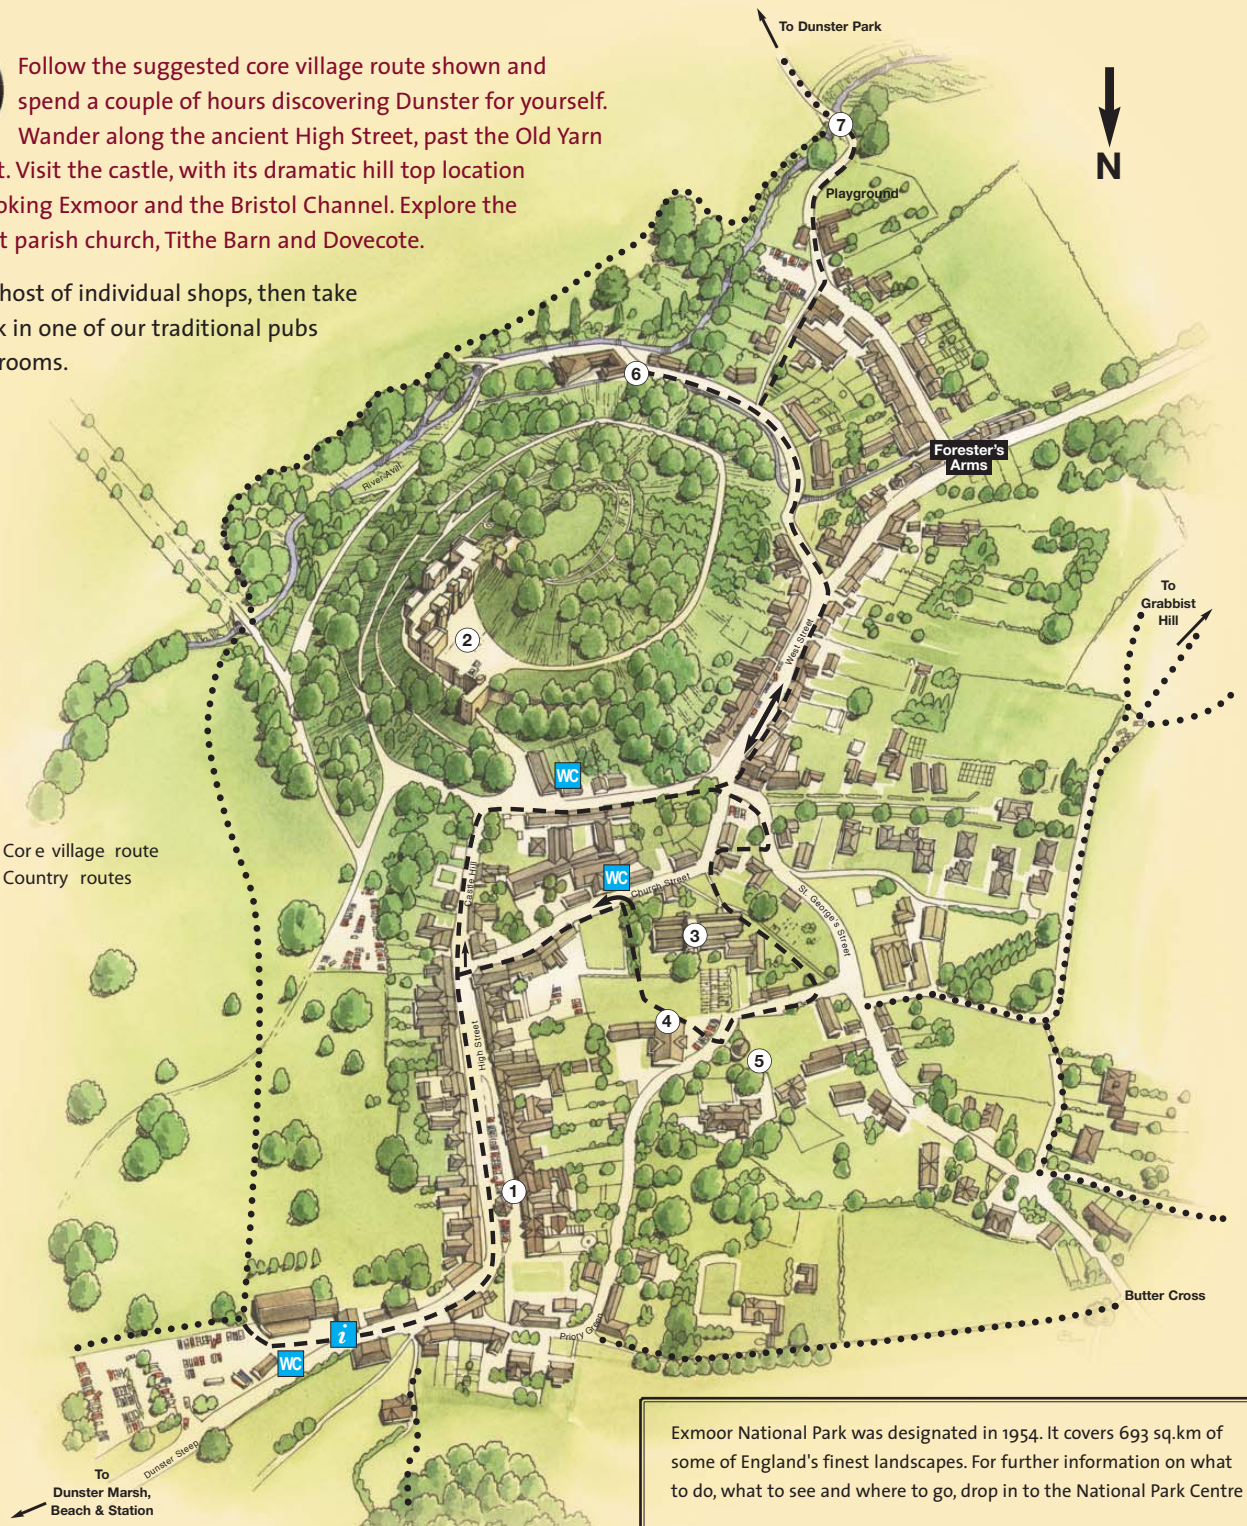 To Dunster Park
Follow the suggested core village route shown and
spend a couple of hours discovering Dunster for yourself.
Wander along the ancient High Street, past the Old Yarn
t. Visit the castle, with its dramatic hill top location
oking Exmoor and the Bristol Channel. Explore the
t parish church, Tithe Barn and Dovecote.
host of individual shops, then take
k in one of our traditional pubs
rooms.
N
7
Playground
6
Forester's
Arms
River Avill
To
Grabbist
Hill
2
West Street
WC
Core village route
Country routes
Castle Hill
WC
Church Street
St. George's Street
3
4
High Street
5
1
Butter Cross
Priory Green
i
WC
Dunster Steep
To
Dunster Marsh,
Beach & Station
Exmoor National Park was designated in 1954. It covers 693 sq.km of
some of England's finest landscapes. For further information on what
to do, what to see and where to go, drop in to the National Park Centre